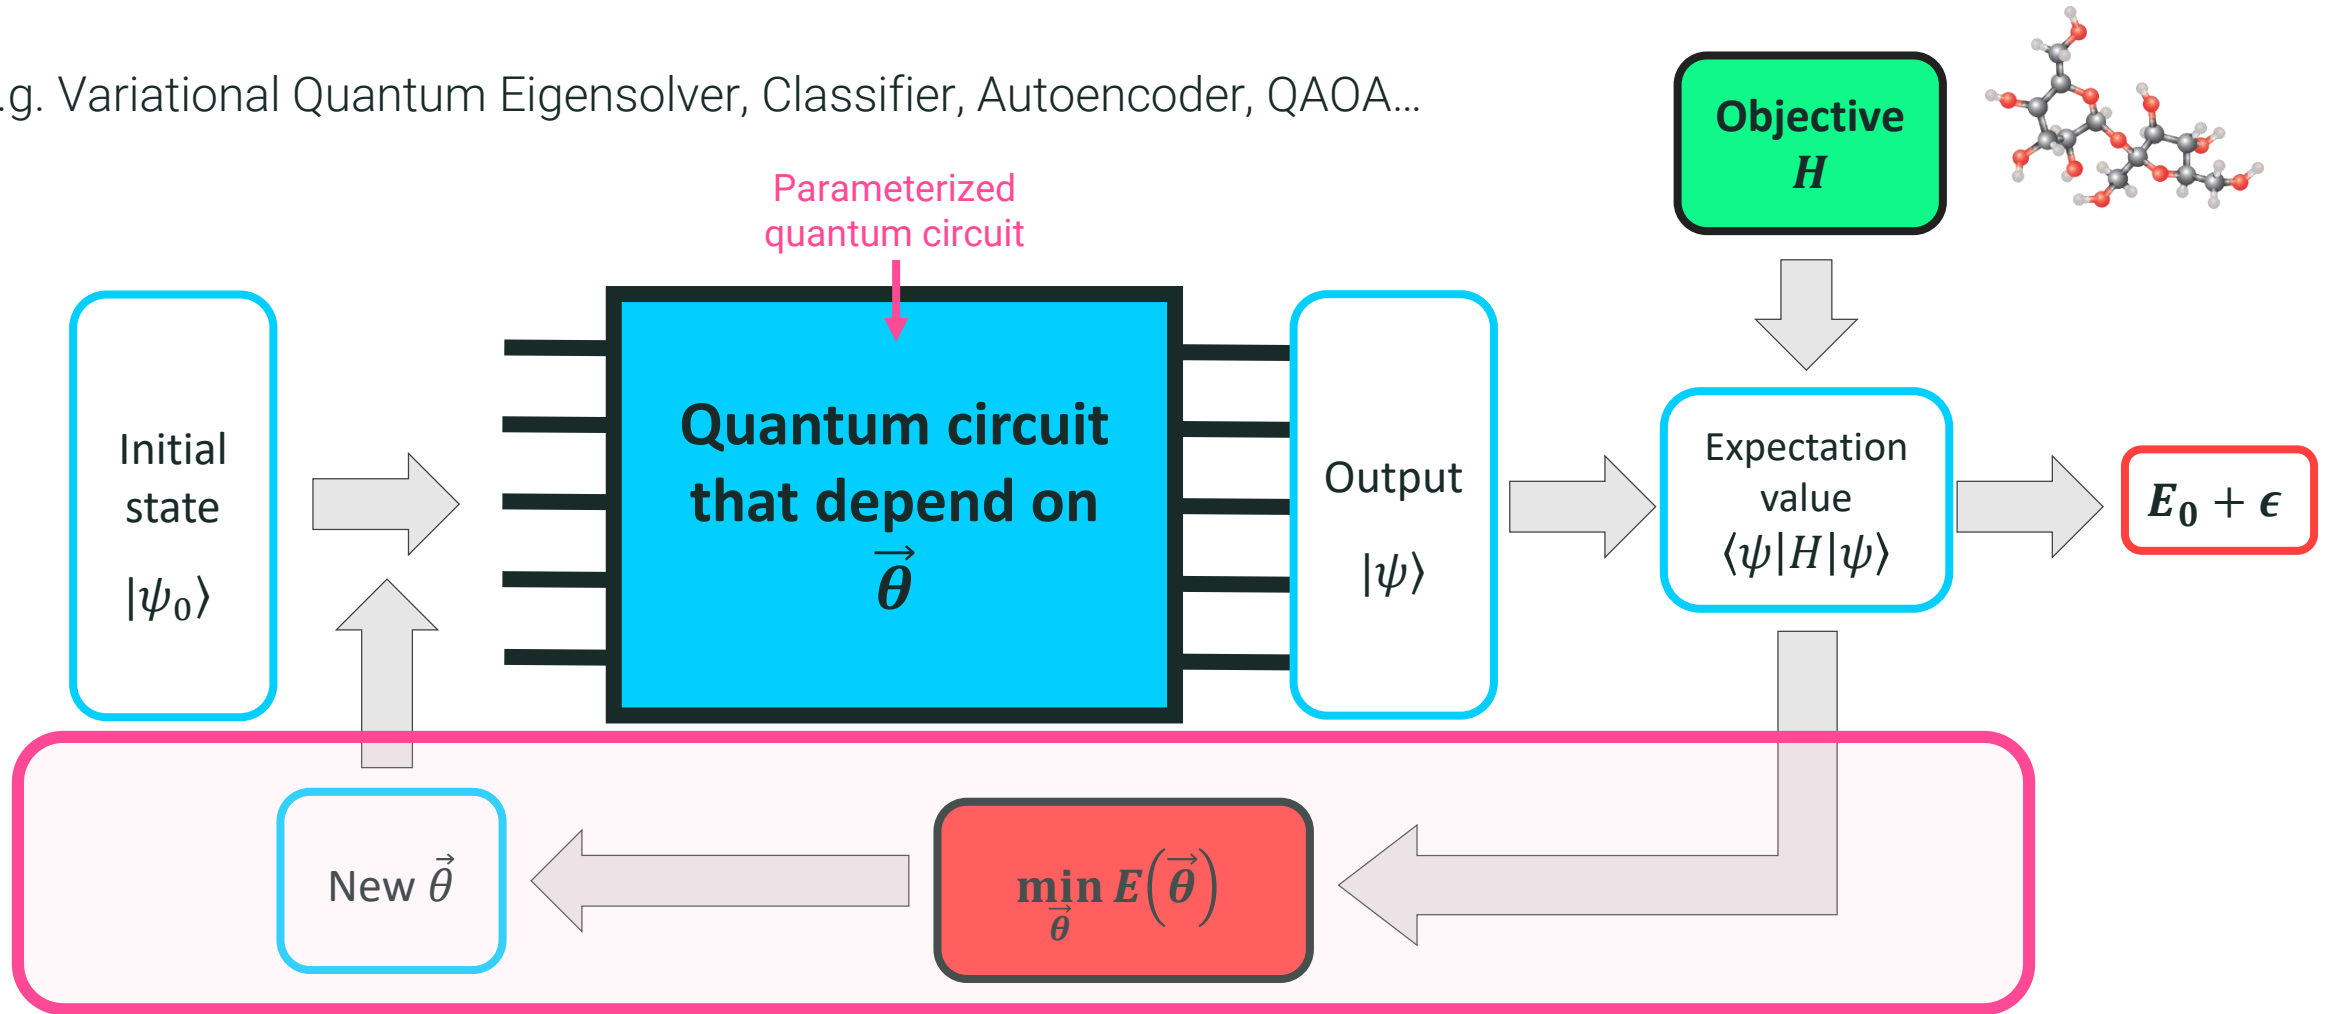 .g. Variational Quantum Eigensolver, Classifier, Autoencoder, QAOA...
Objective
H
Parameterized
quantum circuit
Initial
state
|ψ₀⟩
Quantum circuit
that depend on
θ⃗
Output
|ψ⟩
Expectation
value
⟨ψ|H|ψ⟩
E₀ + ϵ
New θ⃗
min E(θ⃗)
θ⃗